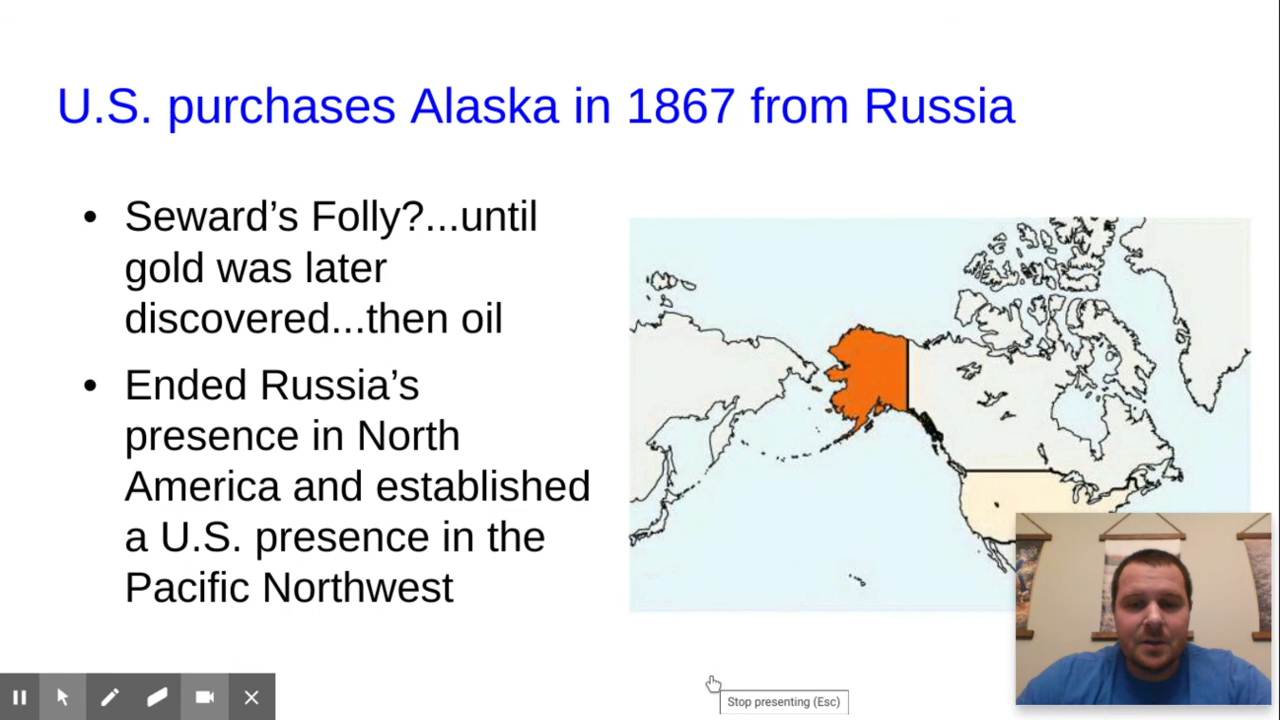 U.S. purchases Alaska in 1867 from Russia
• Seward’s Folly?...until
gold was later
discovered...then oil
• Ended Russia’s
presence in North
America and established
a U.S. presence in the
Pacific Northwest
Stop presenting (Esc)